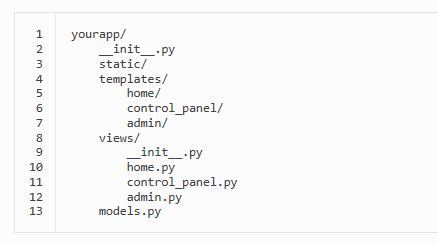 1 yourapp/
2     __init__.py
3     static/
4     templates/
5         home/
6         control_panel/
7         admin/
8     views/
9         __init__.py
10         home.py
11         control_panel.py
12         admin.py
13     models.py